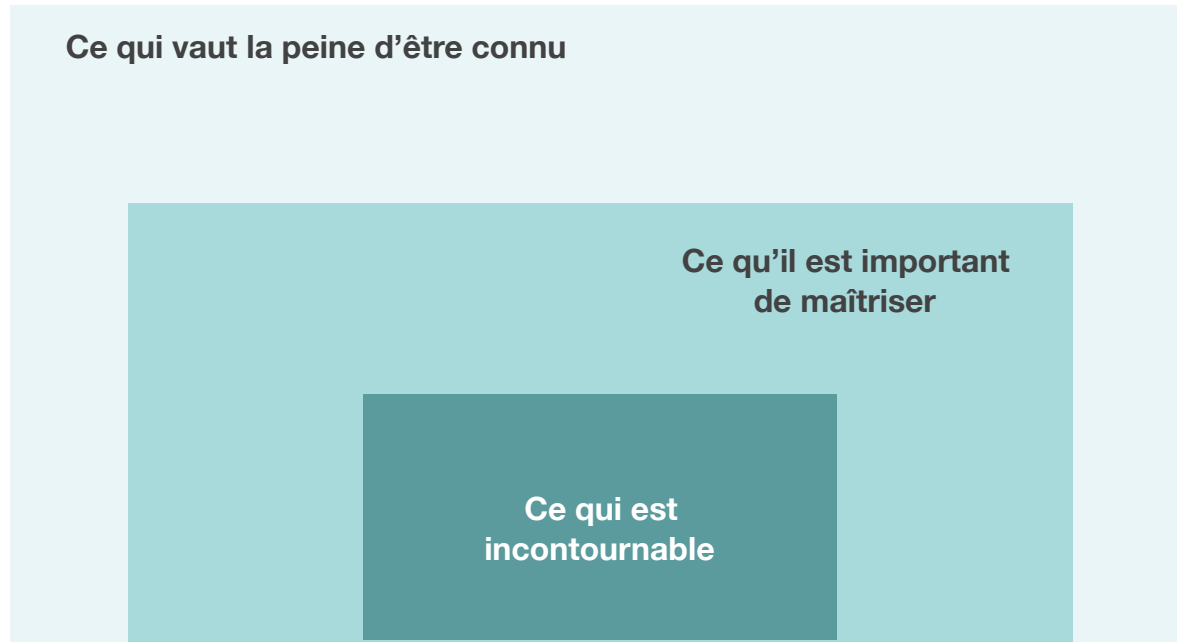 Ce qui vaut la peine d’être connu
Ce qu’il est important
de maîtriser
Ce qui est
incontournable